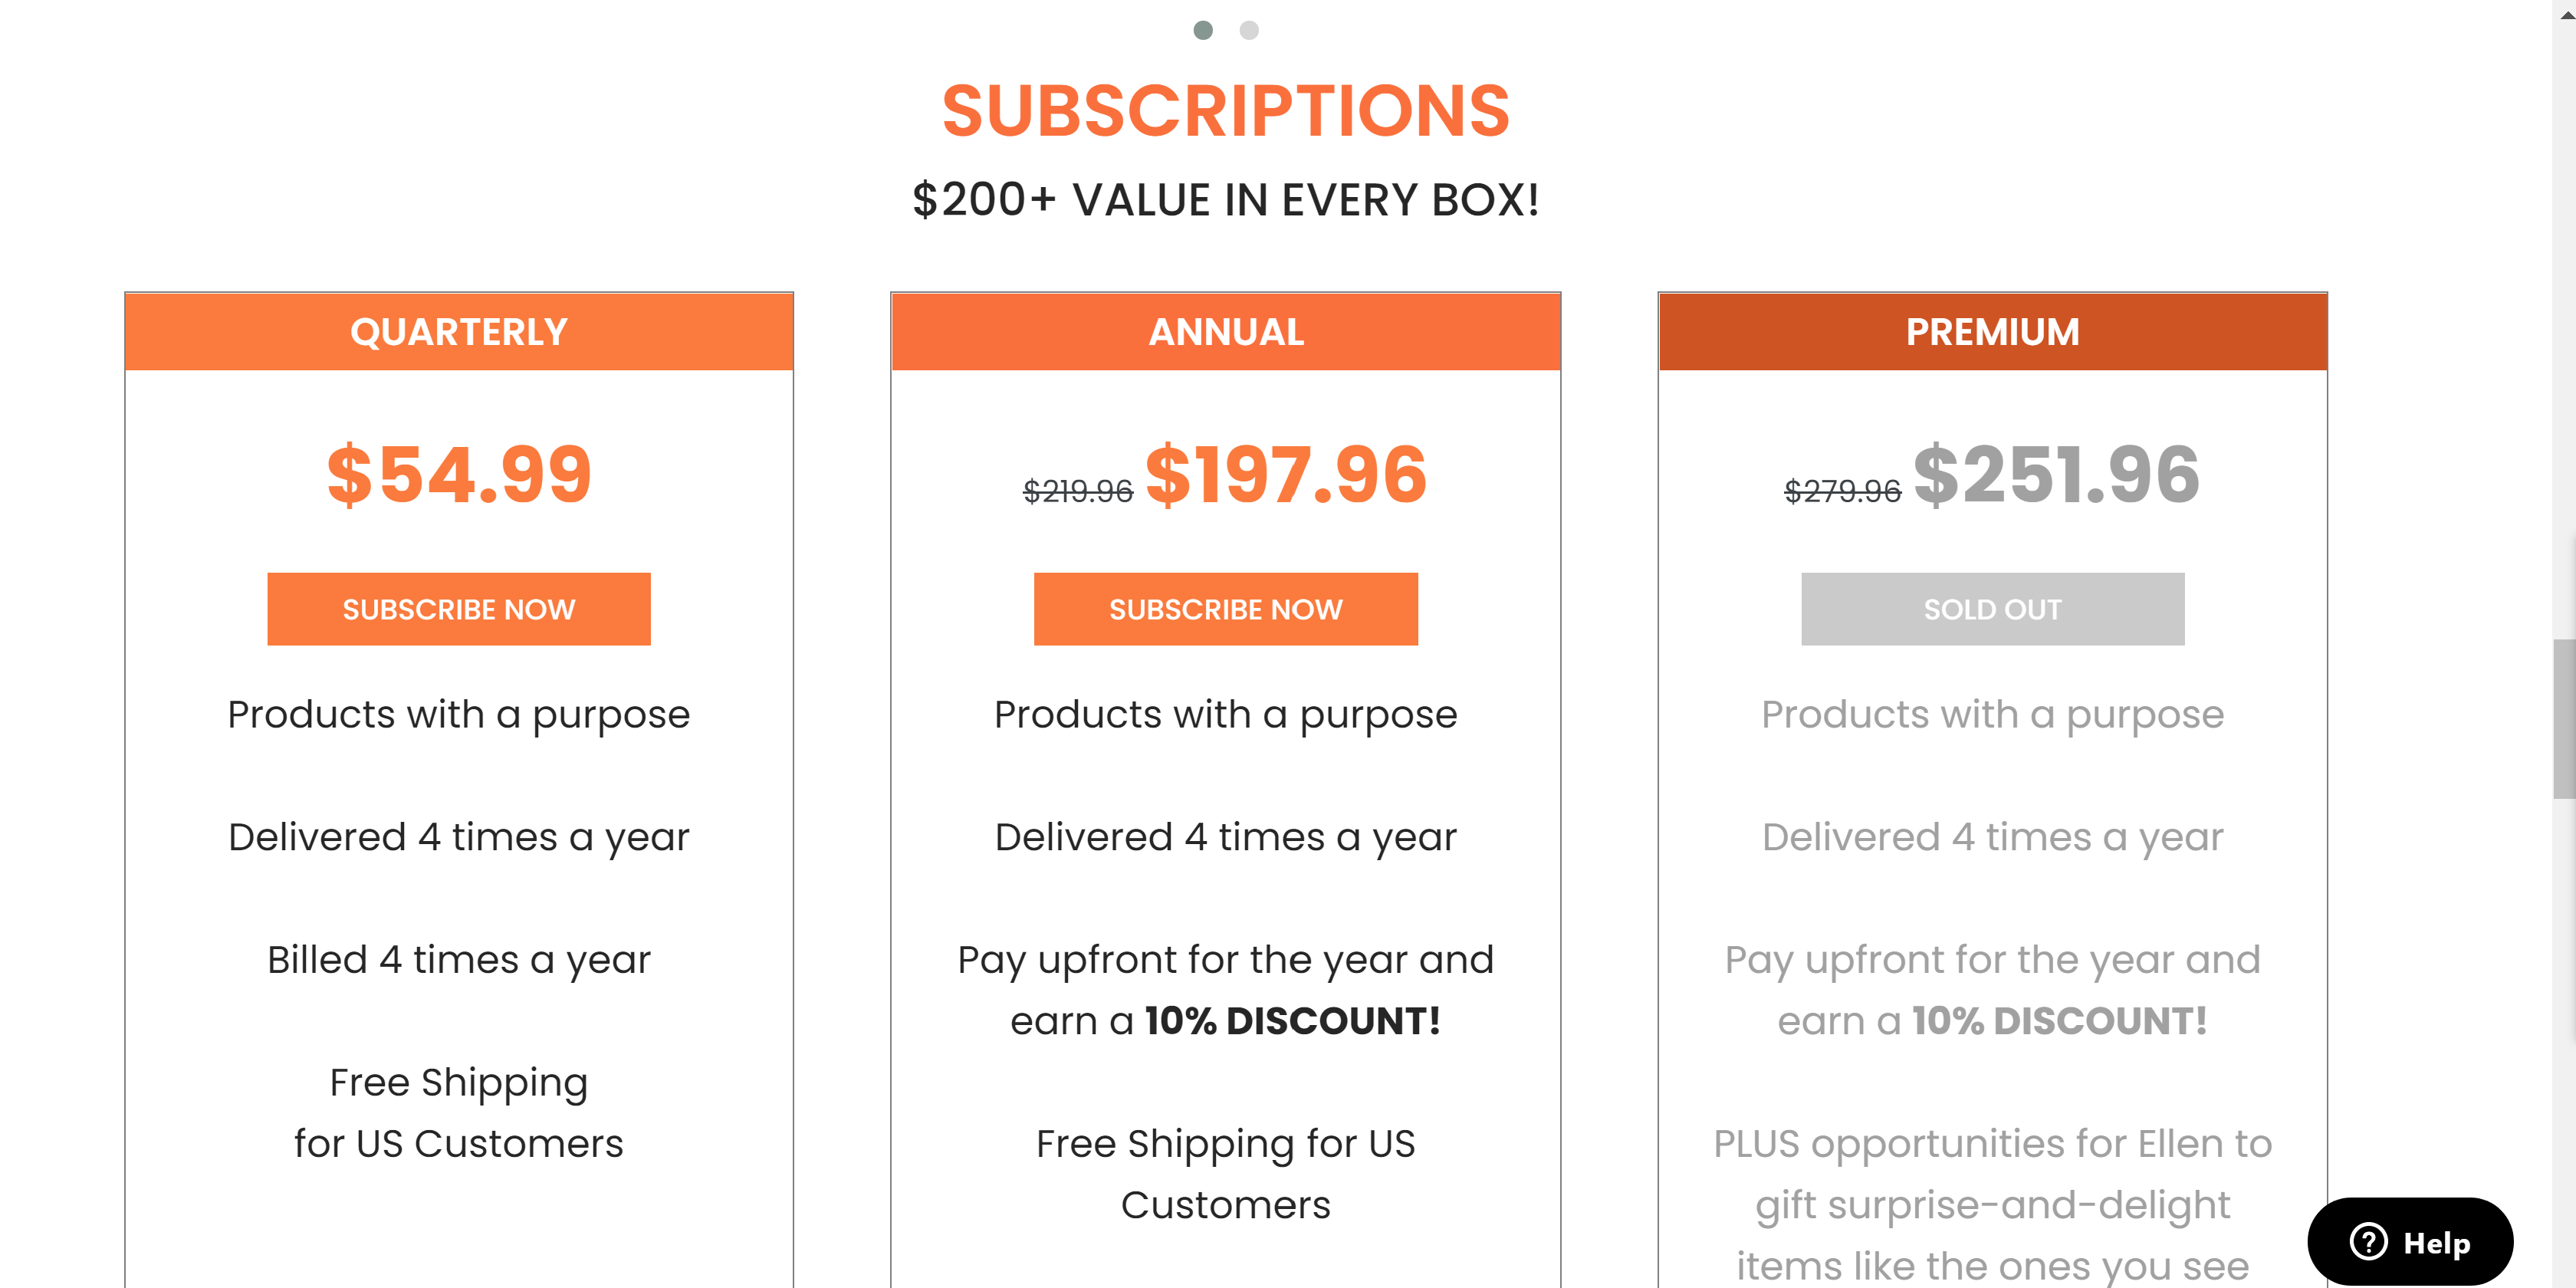 SUBSCRIPTIONS
$200+ VALUE IN EVERY BOX!
QUARTERLY
$54.99
SUBSCRIBE NOW
Products with a purpose
Delivered 4 times a year
Billed 4 times a year
Free Shipping
for US Customers
ANNUAL
$219.96 $197.96
SUBSCRIBE NOW
Products with a purpose
Delivered 4 times a year
Pay upfront for the year and
earn a 10% DISCOUNT!
Free Shipping for US
Customers
PREMIUM
$279.96 $251.96
SOLD OUT
Products with a purpose
Delivered 4 times a year
Pay upfront for the year and
earn a 10% DISCOUNT!
PLUS opportunities for Ellen to
gift surprise-and-delight
items like the ones you see
Help